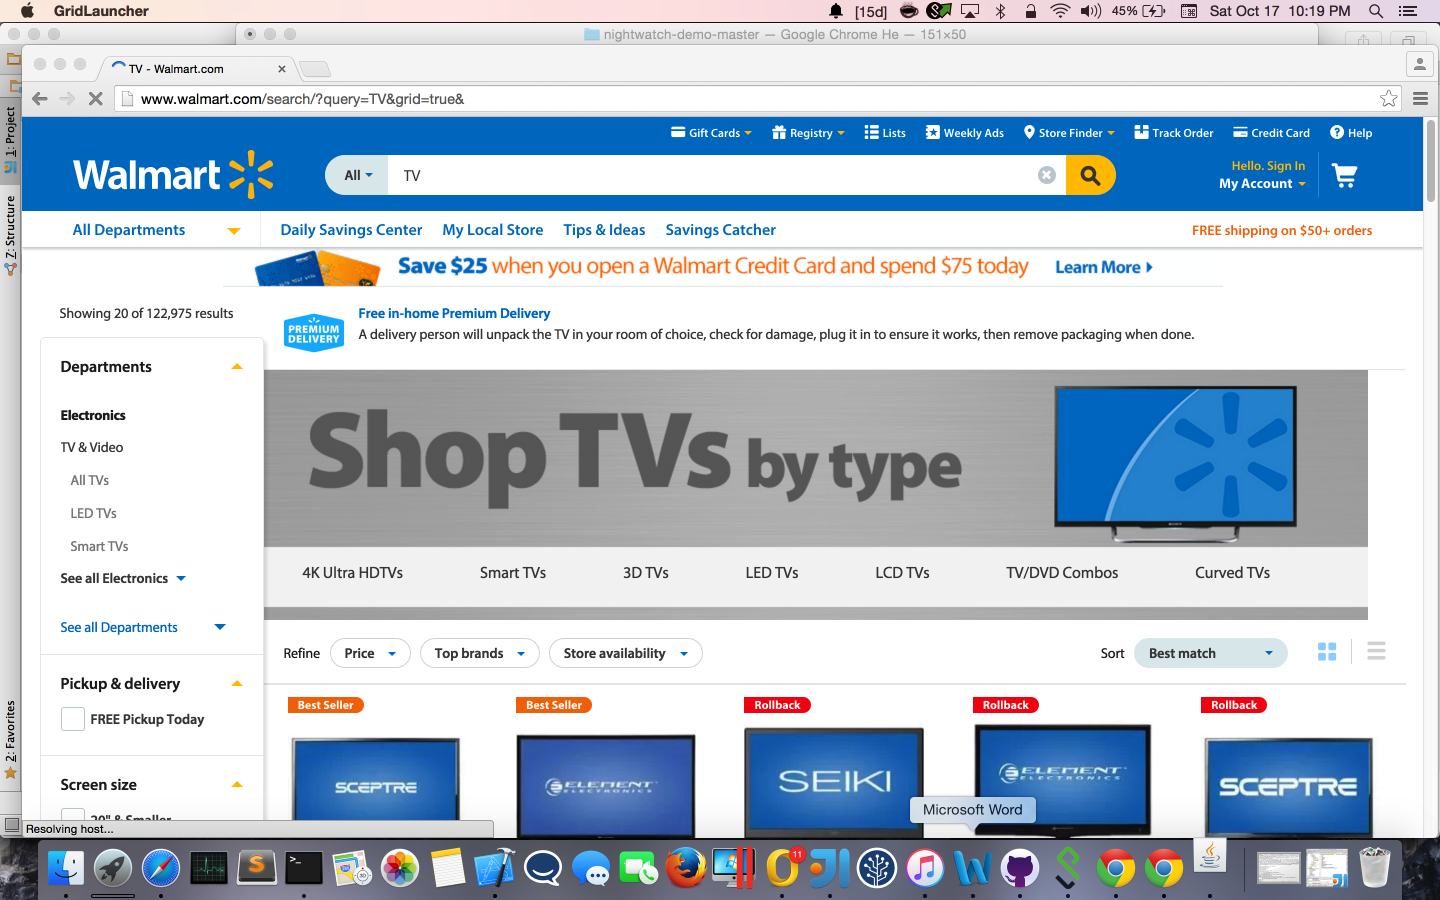 GridLauncher
[15d]
45%
Sat Oct 17 10:19 PM
nightwatch-demo-master — Google Chrome He — 151×50
TV - Walmart.com
www.walmart.com/search/?query=TV&grid=true&
1: Project
Z: Structure
2: Favorites
Gift Cards
Registry
Lists
Weekly Ads
Store Finder
Track Order
Credit Card
Help
Walmart
All
TV
Hello. Sign In
My Account
All Departments
Daily Savings Center
My Local Store
Tips & Ideas
Savings Catcher
FREE shipping on $50+ orders
Save $25 when you open a Walmart Credit Card and spend $75 today
Learn More
Showing 20 of 122,975 results
PREMIUM
DELIVERY
Free in-home Premium Delivery
A delivery person will unpack the TV in your room of choice, check for damage, plug it in to ensure it works, then remove packaging when done.
Departments
Electronics
TV & Video
All TVs
LED TVs
Smart TVs
See all Electronics
See all Departments
Shop TVs by type
4K Ultra HDTVs
Smart TVs
3D TVs
LED TVs
LCD TVs
TV/DVD Combos
Curved TVs
Refine
Price
Top brands
Store availability
Sort
Best match
Pickup & delivery
FREE Pickup Today
Screen size
20" & Smaller
Best Seller
Best Seller
Rollback
Rollback
Rollback
SCEPTRE
ELEMENT
ELECTRONICS
SEIKI
ELEMENT
ELECTRONICS
SCEPTRE
Microsoft Word
Resolving host...
11